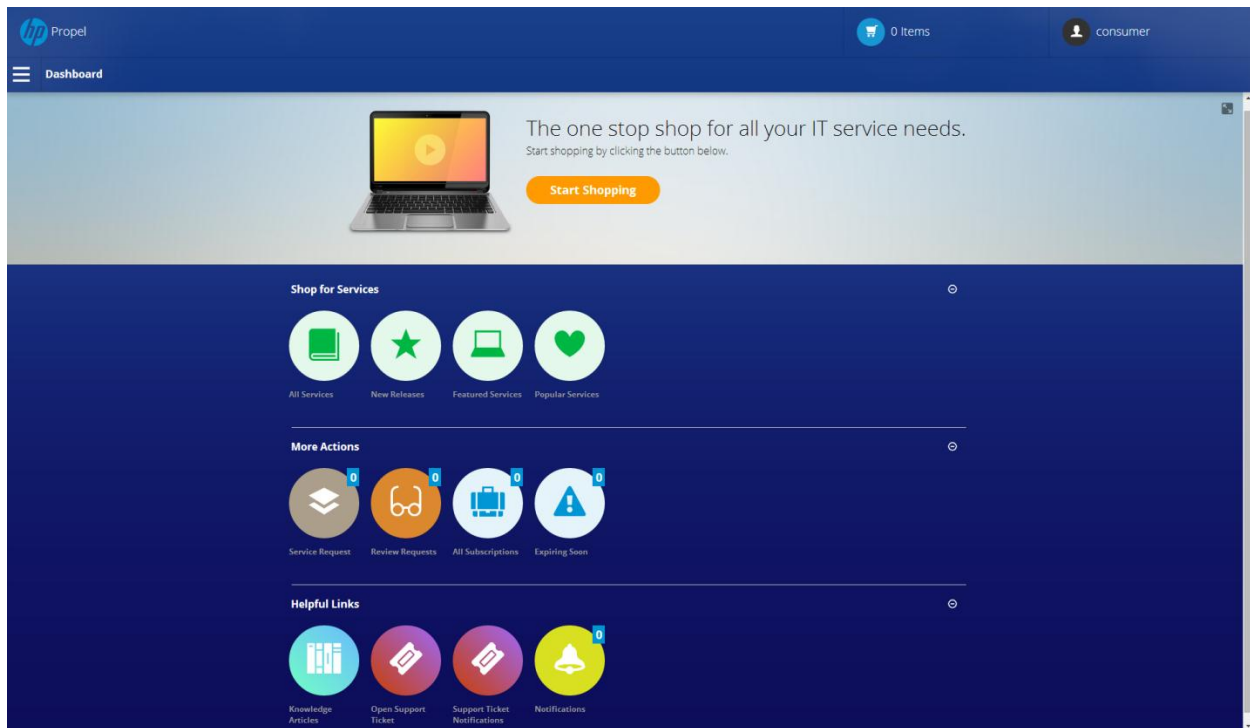 hp Propel
0 Items
consumer
Dashboard
The one stop shop for all your IT service needs.
Start shopping by clicking the button below.
Start Shopping
Shop for Services
All Services
New Releases
Featured Services
Popular Services
More Actions
0
0
0
0
Service Request
Review Requests
All Subscriptions
Expiring Soon
Helpful Links
0
Knowledge
Articles
Open Support
Ticket
Support Ticket
Notifications
Notifications